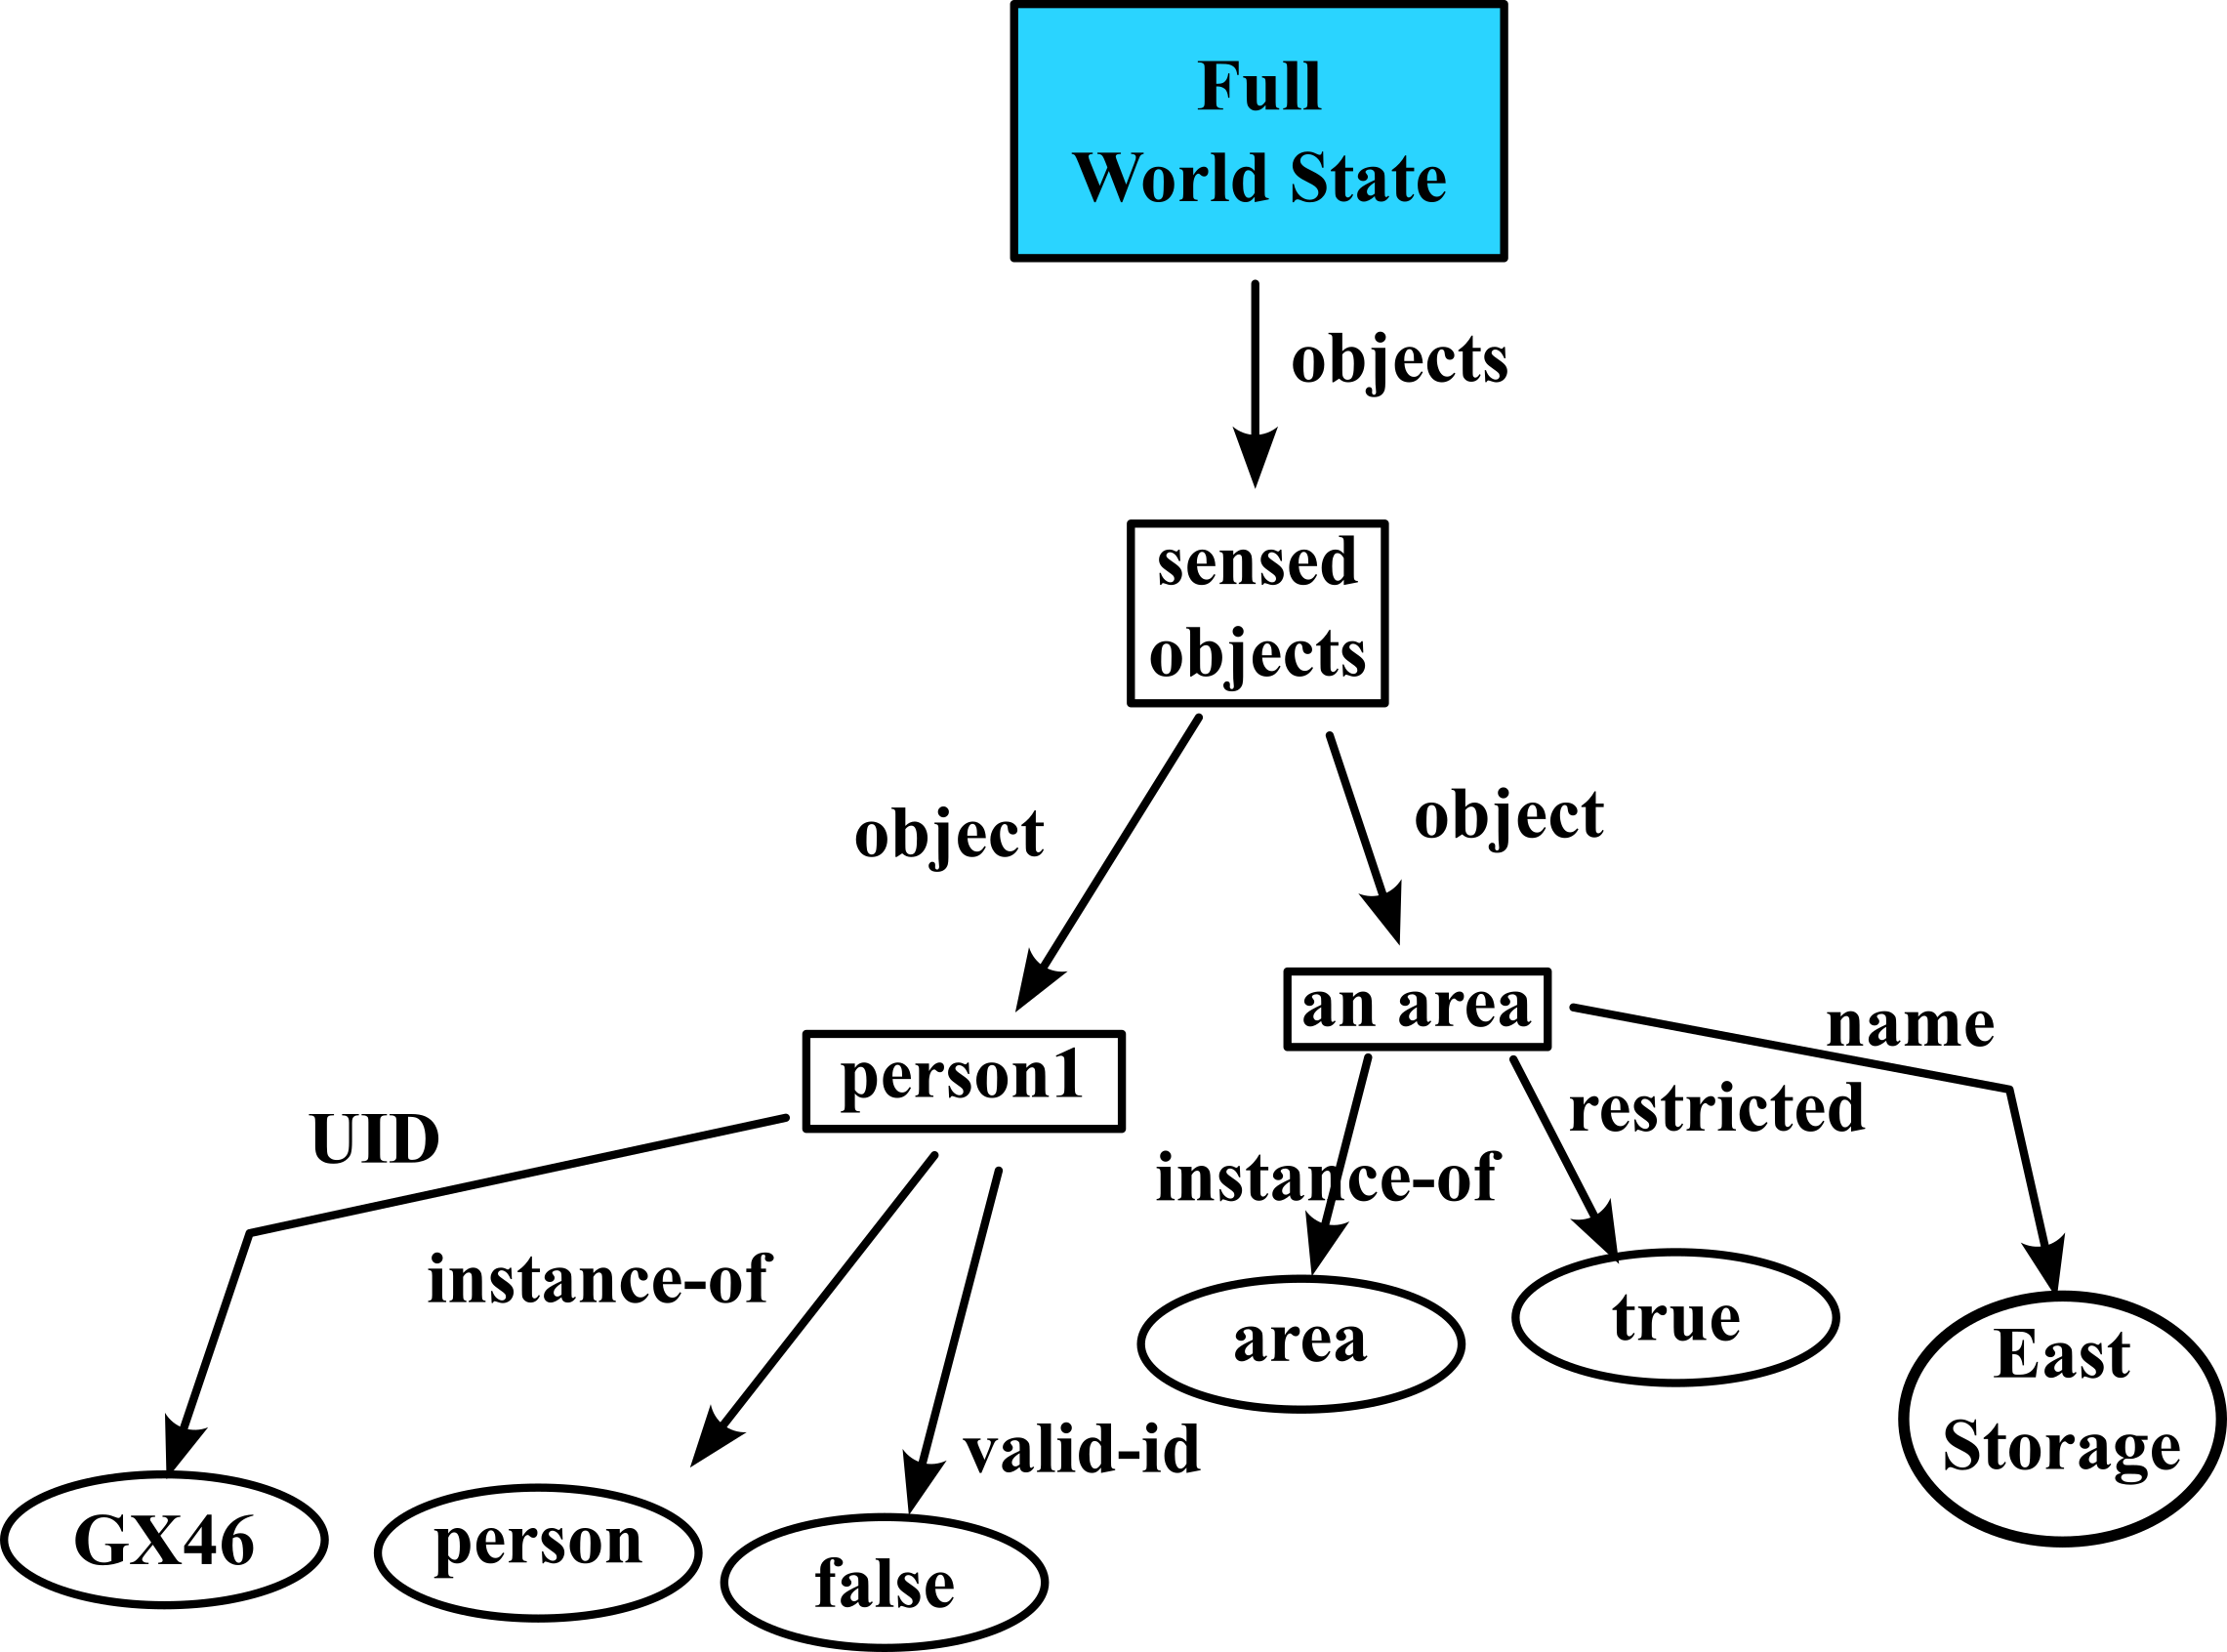 Full
World State
objects
sensed
objects
object
object
an area
name
person1
restricted
UID
instance-of
instance-of
area
true
East
Storage
valid-id
GX46
person
false